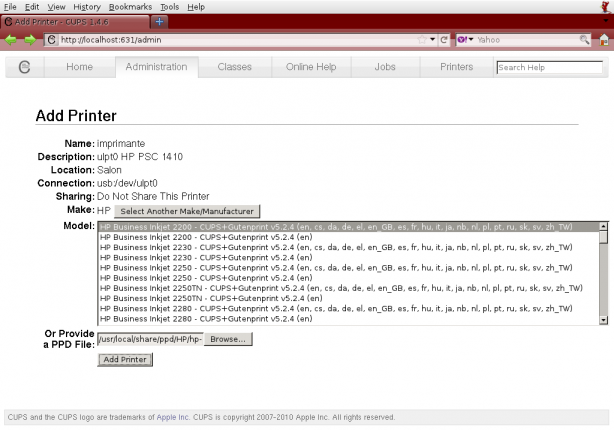 File Edit View History Bookmarks Tools Help
Add Printer - CUPS 1.4.6
http://localhost:631/admin
Yahoo
Home Administration Classes Online Help Jobs Printers Search Help
Add Printer
Name: imprimante
Description: ulpt0 HP PSC 1410
Location: Salon
Connection: usb:/dev/ulpt0
Sharing: Do Not Share This Printer
Make: HP Select Another Make/Manufacturer
Model: HP Business Inkjet 2200 - CUPS+Gutenprint v5.2.4 (en, cs, da, de, el, en_GB, es, fr, hu, it, ja, nb, nl, pl, pt, ru, sk, sv, zh_TW)
HP Business Inkjet 2200 - CUPS+Gutenprint v5.2.4 (en)
HP Business Inkjet 2230 - CUPS+Gutenprint v5.2.4 (en, cs, da, de, el, en_GB, es, fr, hu, it, ja, nb, nl, pl, pt, ru, sk, sv, zh_TW)
HP Business Inkjet 2230 - CUPS+Gutenprint v5.2.4 (en)
HP Business Inkjet 2250 - CUPS+Gutenprint v5.2.4 (en, cs, da, de, el, en_GB, es, fr, hu, it, ja, nb, nl, pl, pt, ru, sk, sv, zh_TW)
HP Business Inkjet 2250 - CUPS+Gutenprint v5.2.4 (en)
HP Business Inkjet 2250TN - CUPS+Gutenprint v5.2.4 (en, cs, da, de, el, en_GB, es, fr, hu, it, ja, nb, nl, pl, pt, ru, sk, sv, zh_TW)
HP Business Inkjet 2250TN - CUPS+Gutenprint v5.2.4 (en)
HP Business Inkjet 2280 - CUPS+Gutenprint v5.2.4 (en, cs, da, de, el, en_GB, es, fr, hu, it, ja, nb, nl, pl, pt, ru, sk, sv, zh_TW)
HP Business Inkjet 2280 - CUPS+Gutenprint v5.2.4 (en)
Or Provide
a PPD File: /usr/local/share/ppd/HP/hp- Browse...
Add Printer
CUPS and the CUPS logo are trademarks of Apple Inc. CUPS is copyright 2007-2010 Apple Inc. All rights reserved.